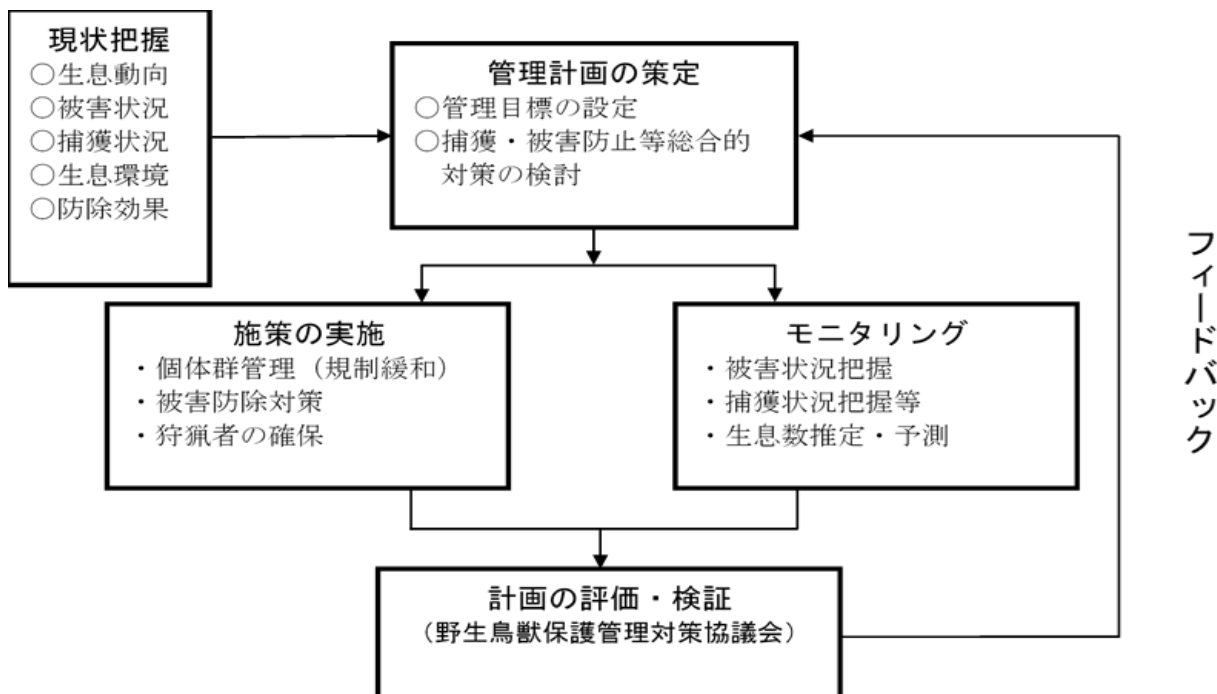 現状把握
○生息動向
○被害状況
○捕獲状況
○生息環境
○防除効果
管理計画の策定
○管理目標の設定
○捕獲・被害防止等総合的
対策の検討
施策の実施
・個体群管理（規制緩和）
・被害防除対策
・狩猟者の確保
モニタリング
・被害状況把握
・捕獲状況把握等
・生息数推定・予測
計画の評価・検証
（野生鳥獣保護管理対策協議会）
フィードバック